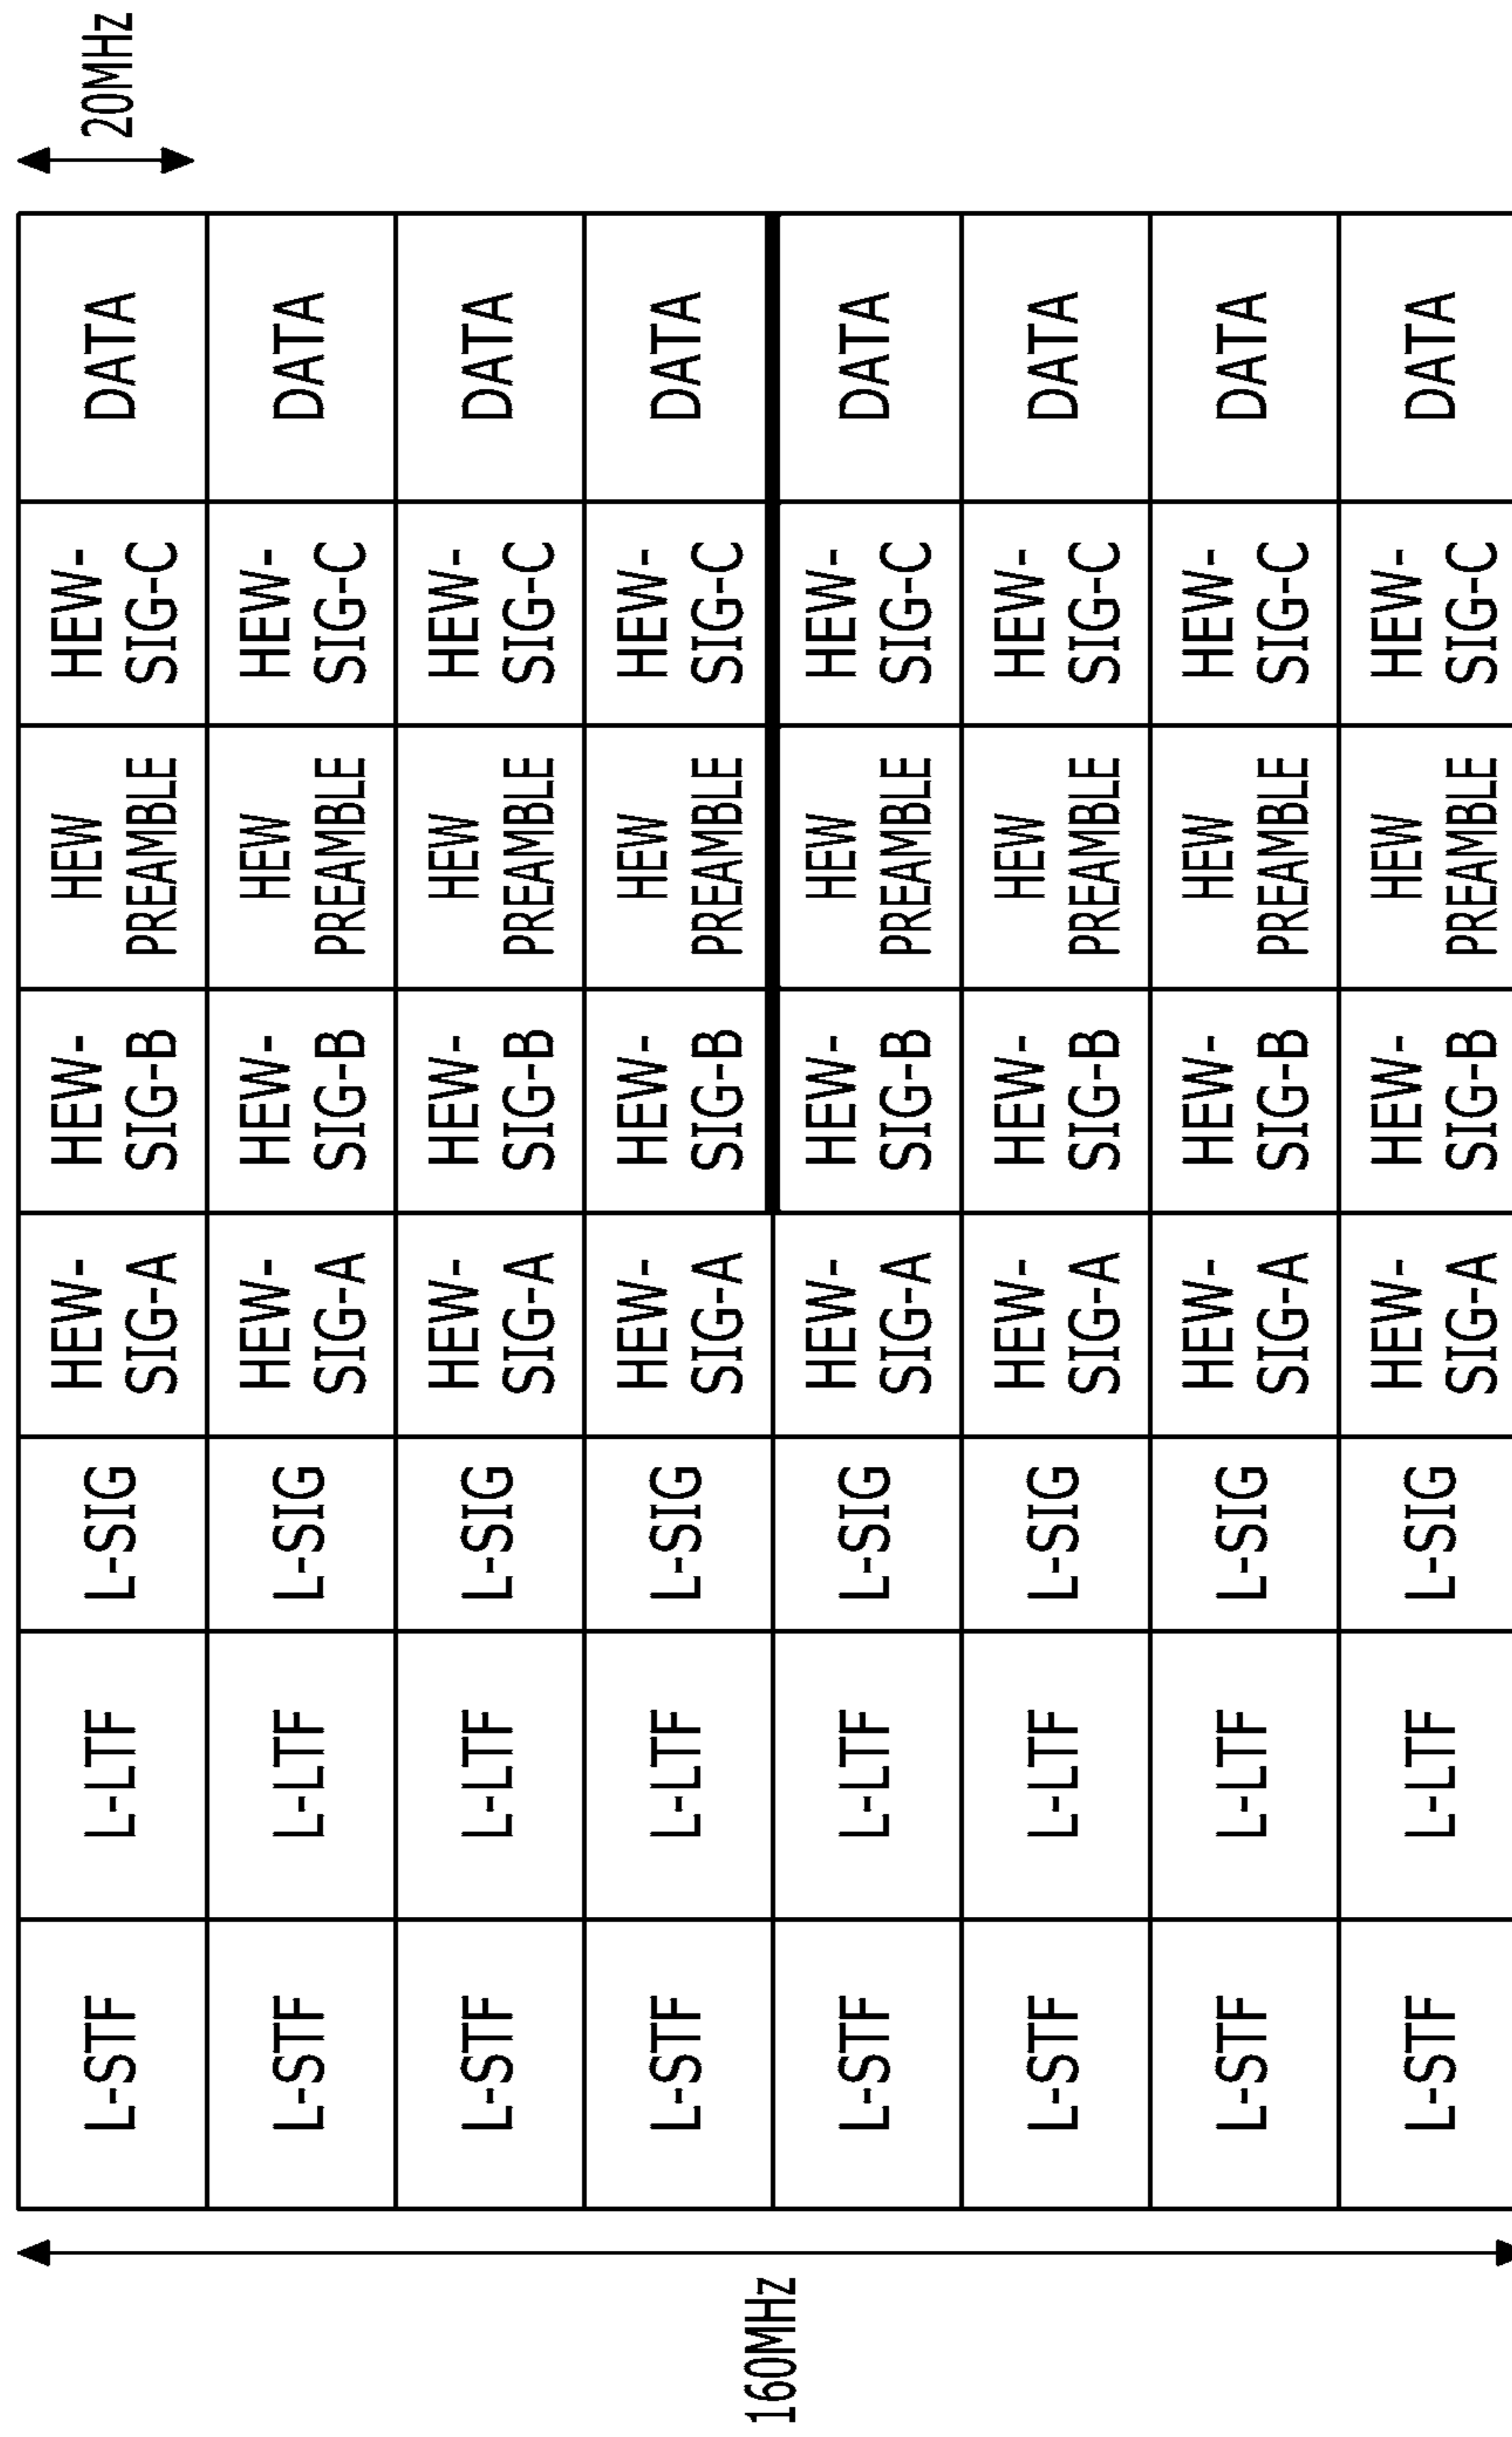 20MHz
L-STF
L-LTF
L-SIG
HEW-
SIG-A
HEW-
SIG-B
HEW
PREAMBLE
HEW-
SIG-C
DATA
L-STF
L-LTF
L-SIG
HEW-
SIG-A
HEW-
SIG-B
HEW
PREAMBLE
HEW-
SIG-C
DATA
L-STF
L-LTF
L-SIG
HEW-
SIG-A
HEW-
SIG-B
HEW
PREAMBLE
HEW-
SIG-C
DATA
L-STF
L-LTF
L-SIG
HEW-
SIG-A
HEW-
SIG-B
HEW
PREAMBLE
HEW-
SIG-C
DATA
160MHz
L-STF
L-LTF
L-SIG
HEW-
SIG-A
HEW-
SIG-B
HEW
PREAMBLE
HEW-
SIG-C
DATA
L-STF
L-LTF
L-SIG
HEW-
SIG-A
HEW-
SIG-B
HEW
PREAMBLE
HEW-
SIG-C
DATA
L-STF
L-LTF
L-SIG
HEW-
SIG-A
HEW-
SIG-B
HEW
PREAMBLE
HEW-
SIG-C
DATA
L-STF
L-LTF
L-SIG
HEW-
SIG-A
HEW-
SIG-B
HEW
PREAMBLE
HEW-
SIG-C
DATA